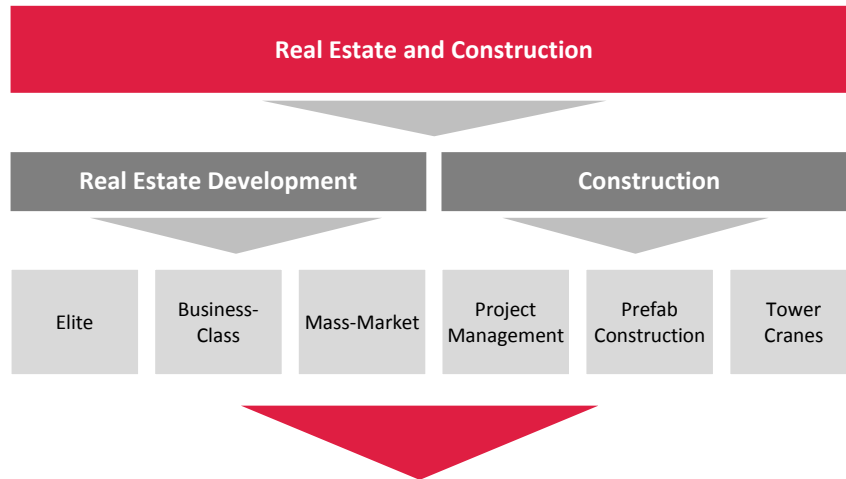 Real Estate and Construction
Real Estate Development
Construction
Elite
Business-
Class
Mass-Market
Project
Management
Prefab
Construction
Tower
Cranes